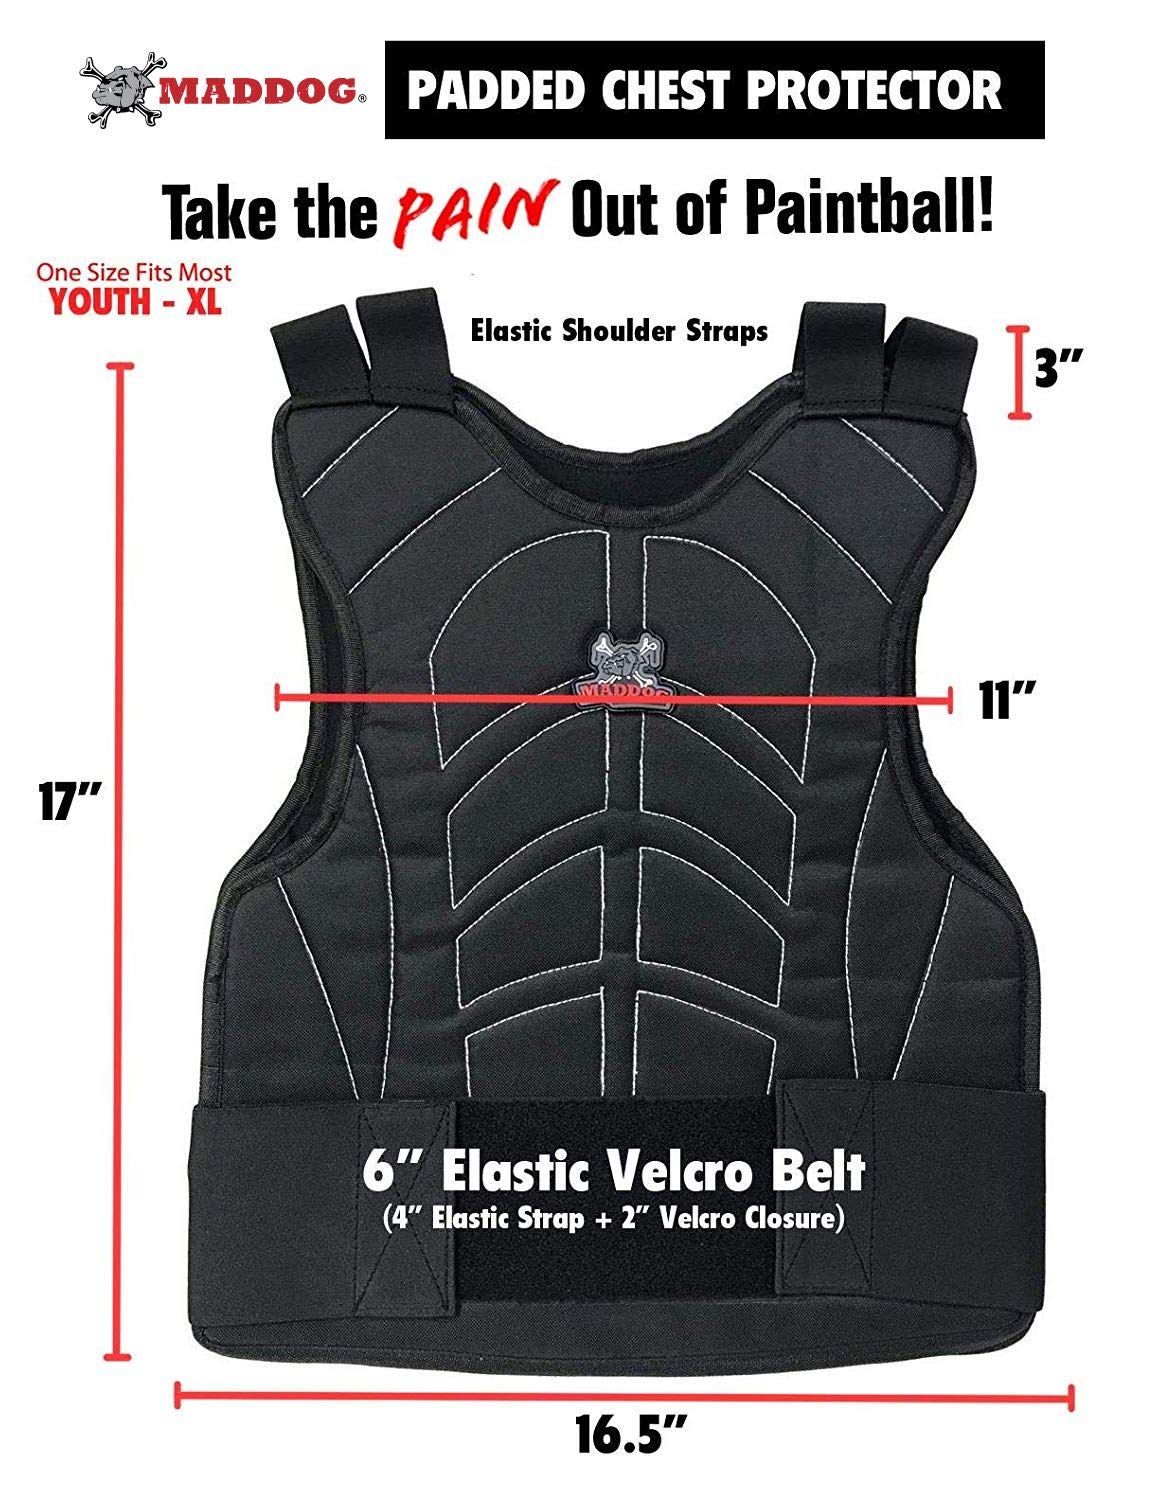 MADDOG®
PADDED CHEST PROTECTOR
Take the PAIN Out of Paintball!
One Size Fits Most
YOUTH - XL
Elastic Shoulder Straps
3”
MADDOG
11”
17”
6” Elastic Velcro Belt
(4” Elastic Strap + 2” Velcro Closure)
16.5”